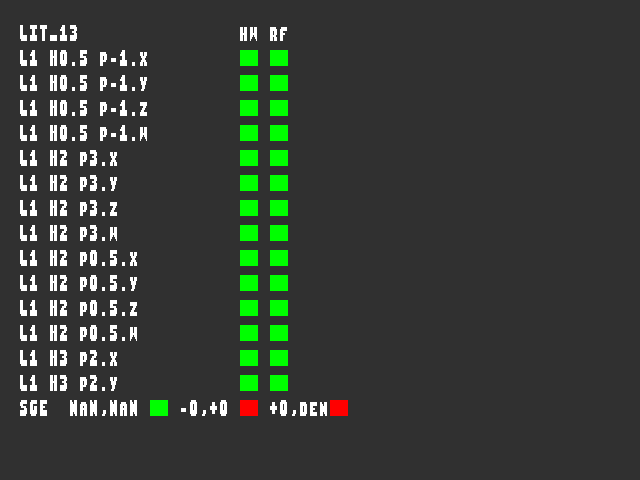 LIT_13 HW RF
L1 H0.5 p-1.x
L1 H0.5 p-1.y
L1 H0.5 p-1.z
L1 H0.5 p-1.w
L1 H2 p3.x
L1 H2 p3.y
L1 H2 p3.z
L1 H2 p3.w
L1 H2 p0.5.x
L1 H2 p0.5.y
L1 H2 p0.5.z
L1 H2 p0.5.w
L1 H3 p2.x
L1 H3 p2.y
SGE NaN,NaN -0,+0 +0,DEN